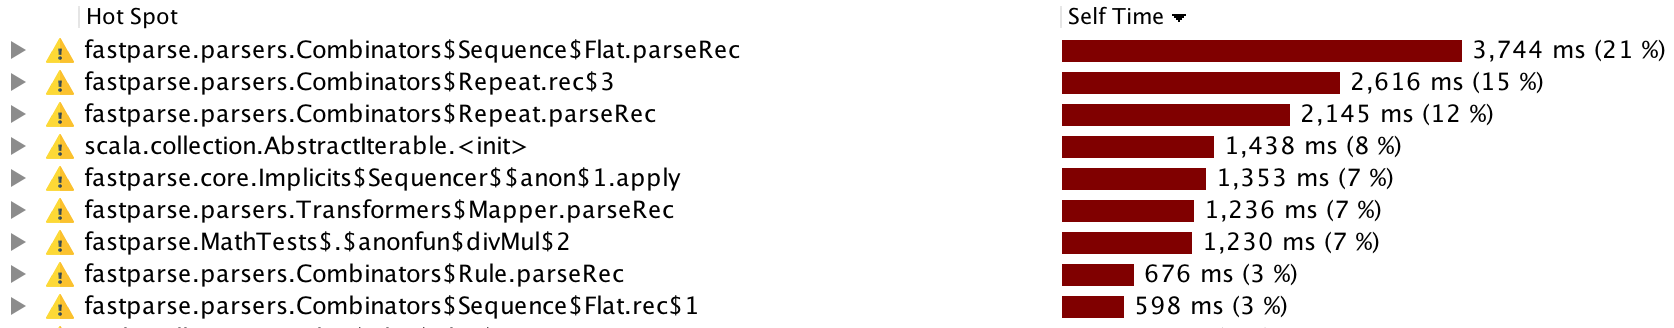 Hot Spot Self Time
fastparse.parsers.Combinators$Sequence$Flat.parseRec 3,744 ms (21 %)
fastparse.parsers.Combinators$Repeat.rec$3 2,616 ms (15 %)
fastparse.parsers.Combinators$Repeat.parseRec 2,145 ms (12 %)
scala.collection.AbstractIterable.<init> 1,438 ms (8 %)
fastparse.core.Implicits$Sequencer$$anon$1.apply 1,353 ms (7 %)
fastparse.parsers.Transformers$Mapper.parseRec 1,236 ms (7 %)
fastparse.MathTests$.$anonfun$divMul$2 1,230 ms (7 %)
fastparse.parsers.Combinators$Rule.parseRec 676 ms (3 %)
fastparse.parsers.Combinators$Sequence$Flat.rec$1 598 ms (3 %)